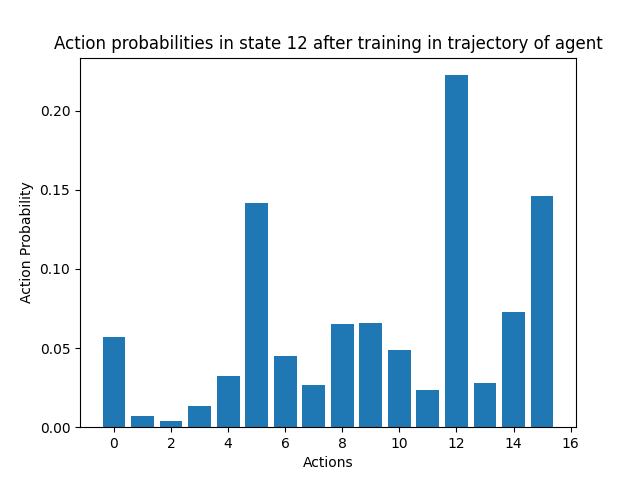 Action probabilities in state 12 after training in trajectory of agent
0.20
0.15
0.10
0.05
0.00
Action Probability
0 2 4 6 8 10 12 14 16
Actions